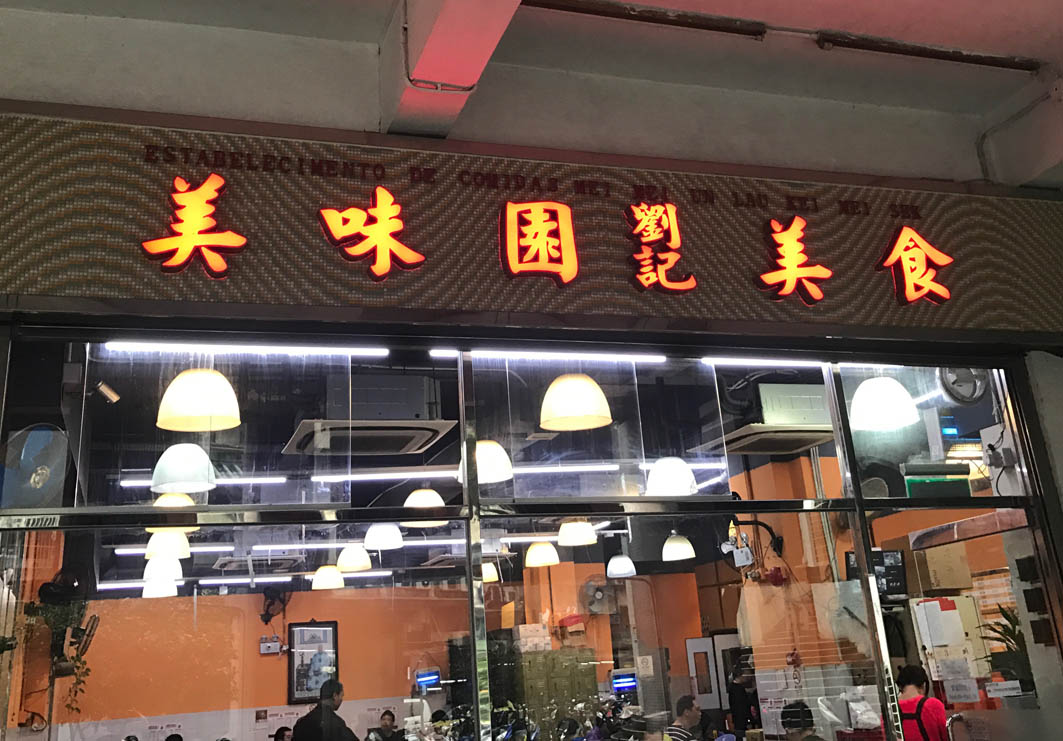 ESTABELECIMENTO DE COMIDAS MEI MEI UN LAU KEI MEI SEK
美味園劉記美食